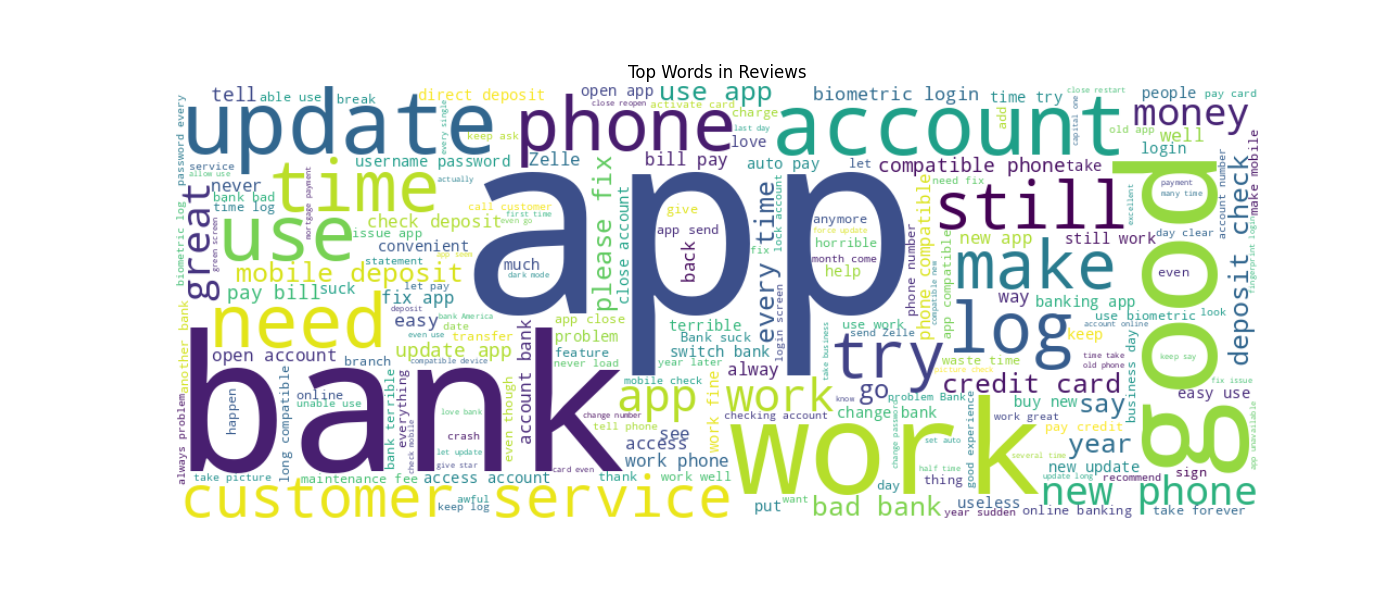 Top Words in Reviews
tell
able use
break
direct deposit
open app
use app
biometric login
time try
people
pay card
close restart
close reopen
activate card
charge
update
phone
account
money
every single
keep ask
last day
love
capital one
add
old app
well
login
password every
service
allow use
username password
Zelle
bill pay
auto pay
let
compatible phone
take
make mobile
actually
never
bank bad
time log
great
time
mortgage payment
call customer
first time
even go
app
please fix
close account
give
app send
back
every time
lock account
fix
anymore
force update
horrible
month come
help
need fix
still
excellent
good
payment
many time
account number
deposit check
use
check deposit
issue app
convenient
statement
app seem
green screen
biometric log
mobile deposit
much
dark mode
phone number
phone compatible
app compatible
compatible new
new app
still work
day clear
make
even
fingerprint login
pay bill
suck
let pay
fix app
deposit
way
banking app
use biometric
look
need
easy
bank America
date
even use
transfer
app close
problem
terrible
Bank suck
login screen
use work
send Zelle
log
account online
keep
day
another bank
open account
branch
update app
compatible device
account bank
feature
never load
switch bank
year later
alway
take business
try
waste time
picture check
time take
old phone
keep say
fix issue
bank
happen
online
unable use
everything
bank terrible
check mobile
love bank
even though
mobile check
app work
change number
tell phone
work fine
checking account
go
know
change bank
Problem Bank
credit card
buy new
say
business day
easy use
app unavailable
long compatible
always problem
crash
let update
give star
card even
see
access
work phone
work
change password
set auto
good experience
work great
pay credit
several time
year
take picture
maintenance fee
access account
thank
work well
day
half time
thing
new update
update long
recommend
sign
customer service
awful
keep log
put
want
bad bank
useless
year sudden
online banking
new phone
take forever